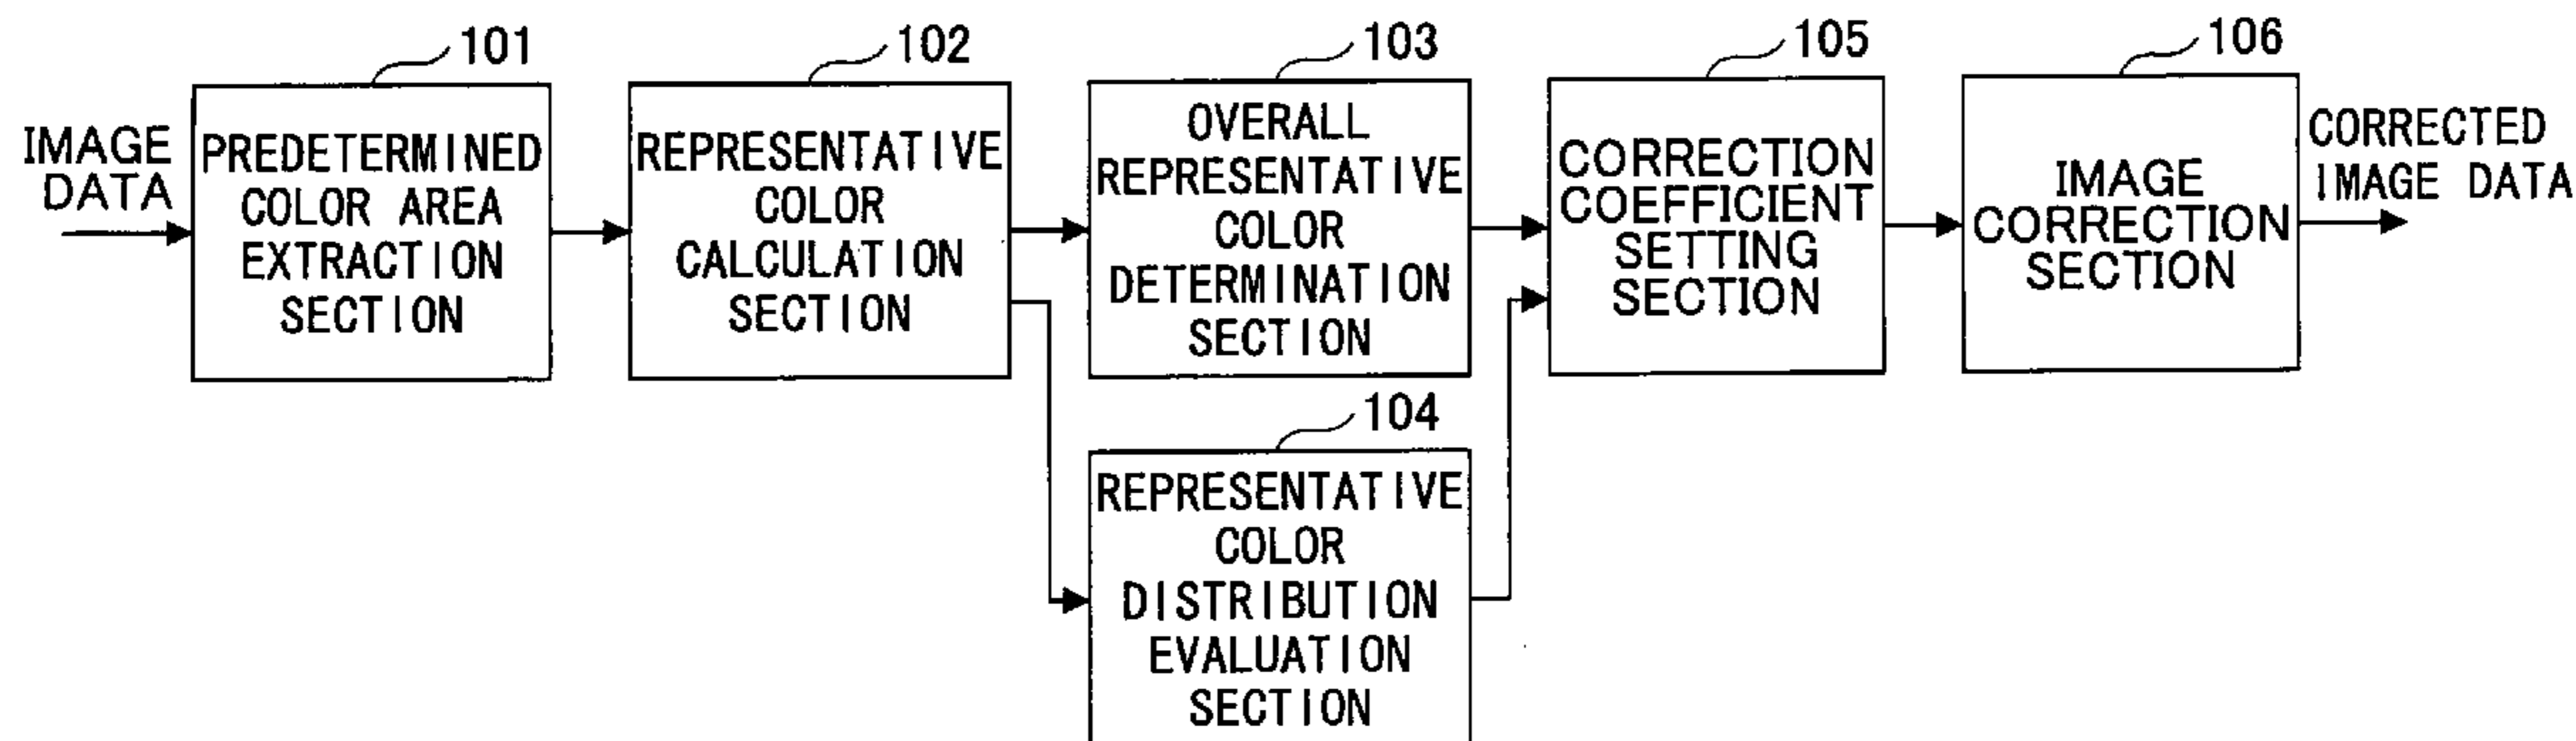 101
102
103
105
106
IMAGE
DATA
PREDETERMINED
COLOR AREA
EXTRACTION
SECTION
REPRESENTATIVE
COLOR
CALCULATION
SECTION
OVERALL
REPRESENTATIVE
COLOR
DETERMINATION
SECTION
CORRECTION
COEFFICIENT
SETTING
SECTION
IMAGE
CORRECTION
SECTION
CORRECTED
IMAGE DATA
104
REPRESENTATIVE
COLOR
DISTRIBUTION
EVALUATION
SECTION